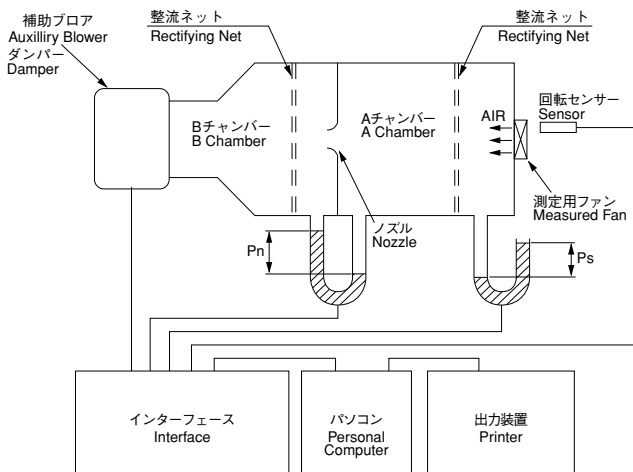 補助ブロア
Auxilliry Blower
ダンパー
Damper
整流ネット
Rectifying Net
整流ネット
Rectifying Net
Bチャンバー
B Chamber
Aチャンバー
A Chamber
AIR
回転センサー
Sensor
測定用ファン
Measured Fan
ノズル
Nozzle
Pn
Ps
インターフェース
Interface
パソコン
Personal
Computer
出力装置
Printer